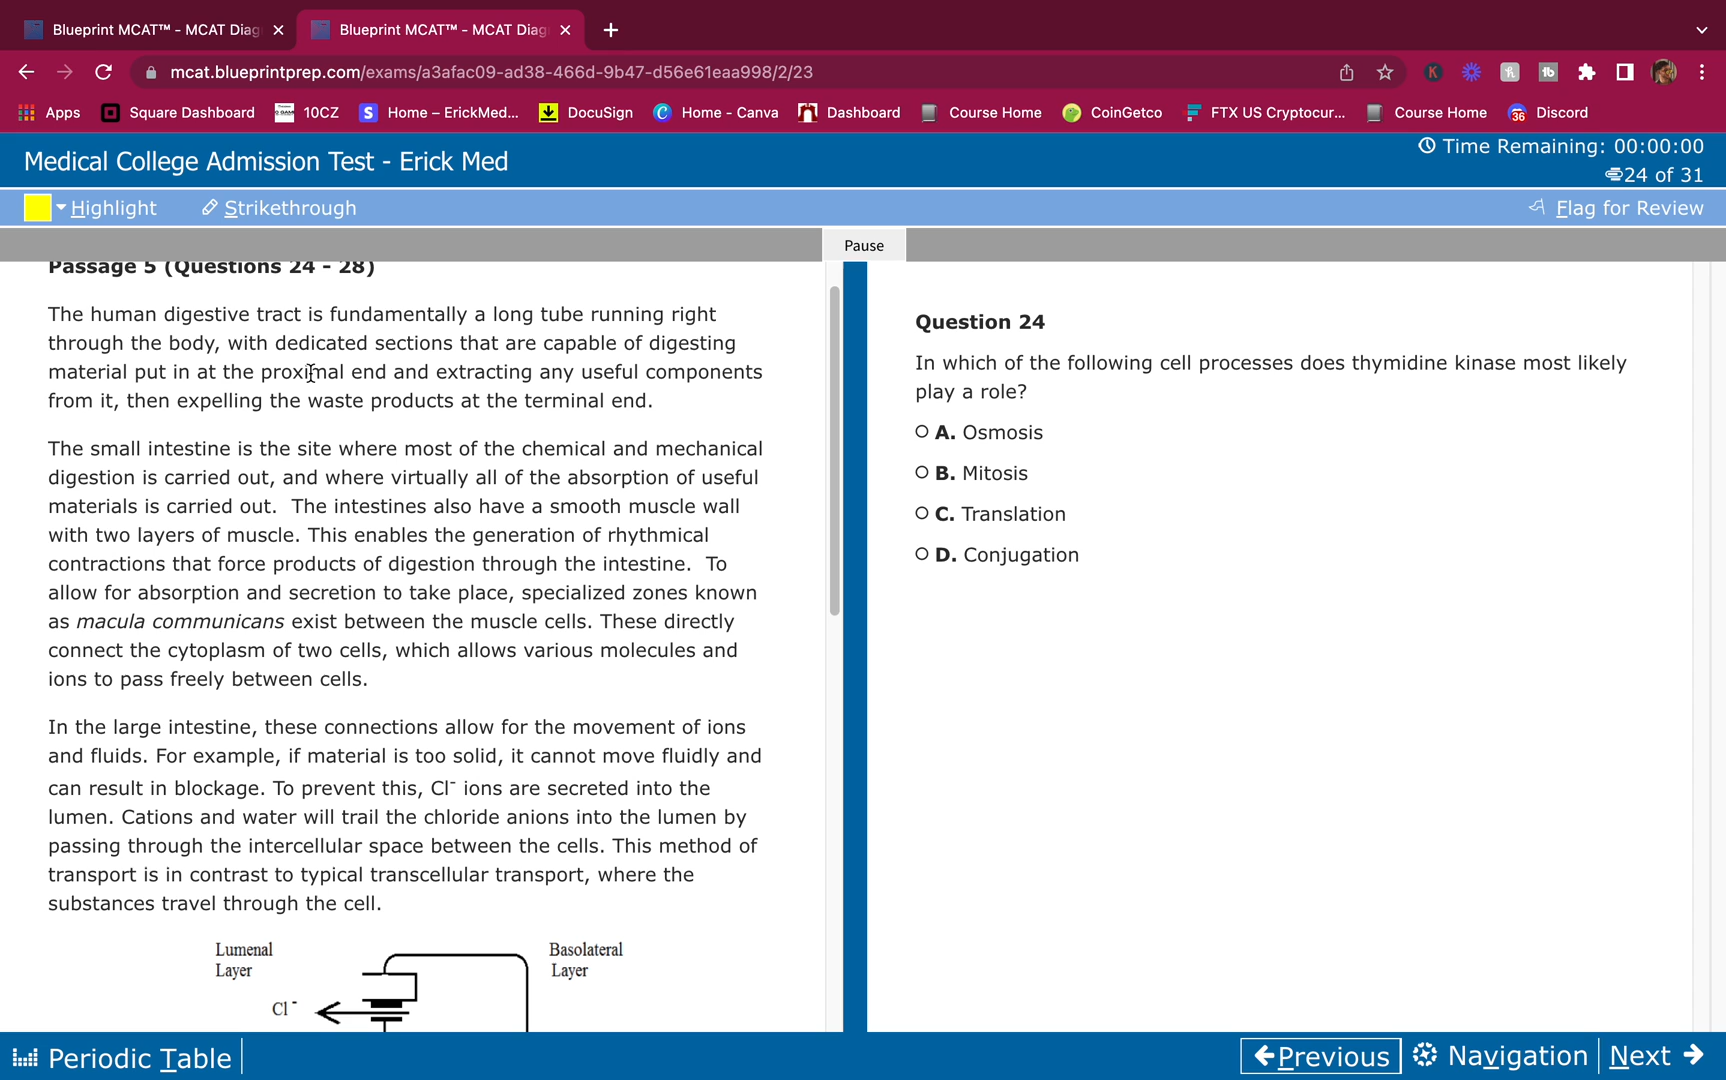 Blueprint MCAT™ - MCAT Diag
Blueprint MCAT™ - MCAT Diag
mcat.blueprintprep.com/exams/a3afac09-ad38-466d-9b47-d56e61eaa998/2/23
Apps
Square Dashboard
10CZ
Home – ErickMed...
DocuSign
Home - Canva
Dashboard
Course Home
CoinGetco
FTX US Cryptocur...
Course Home
36
Discord
Medical College Admission Test - Erick Med
Time Remaining: 00:00:00
24 of 31
Highlight
Strikethrough
Flag for Review
Pause
Passage 5 (Questions 24 - 28)
The human digestive tract is fundamentally a long tube running right
through the body, with dedicated sections that are capable of digesting
material put in at the proximal end and extracting any useful components
from it, then expelling the waste products at the terminal end.
The small intestine is the site where most of the chemical and mechanical
digestion is carried out, and where virtually all of the absorption of useful
materials is carried out.  The intestines also have a smooth muscle wall
with two layers of muscle. This enables the generation of rhythmical
contractions that force products of digestion through the intestine.  To
allow for absorption and secretion to take place, specialized zones known
as macula communicans exist between the muscle cells. These directly
connect the cytoplasm of two cells, which allows various molecules and
ions to pass freely between cells.
In the large intestine, these connections allow for the movement of ions
and fluids. For example, if material is too solid, it cannot move fluidly and
can result in blockage. To prevent this, Cl⁻ ions are secreted into the
lumen. Cations and water will trail the chloride anions into the lumen by
passing through the intercellular space between the cells. This method of
transport is in contrast to typical transcellular transport, where the
substances travel through the cell.
Lumenal
Layer
Basolateral
Layer
Cl⁻
Question 24
In which of the following cell processes does thymidine kinase most likely
play a role?
A. Osmosis
B. Mitosis
C. Translation
D. Conjugation
Periodic Table
Previous
Navigation
Next